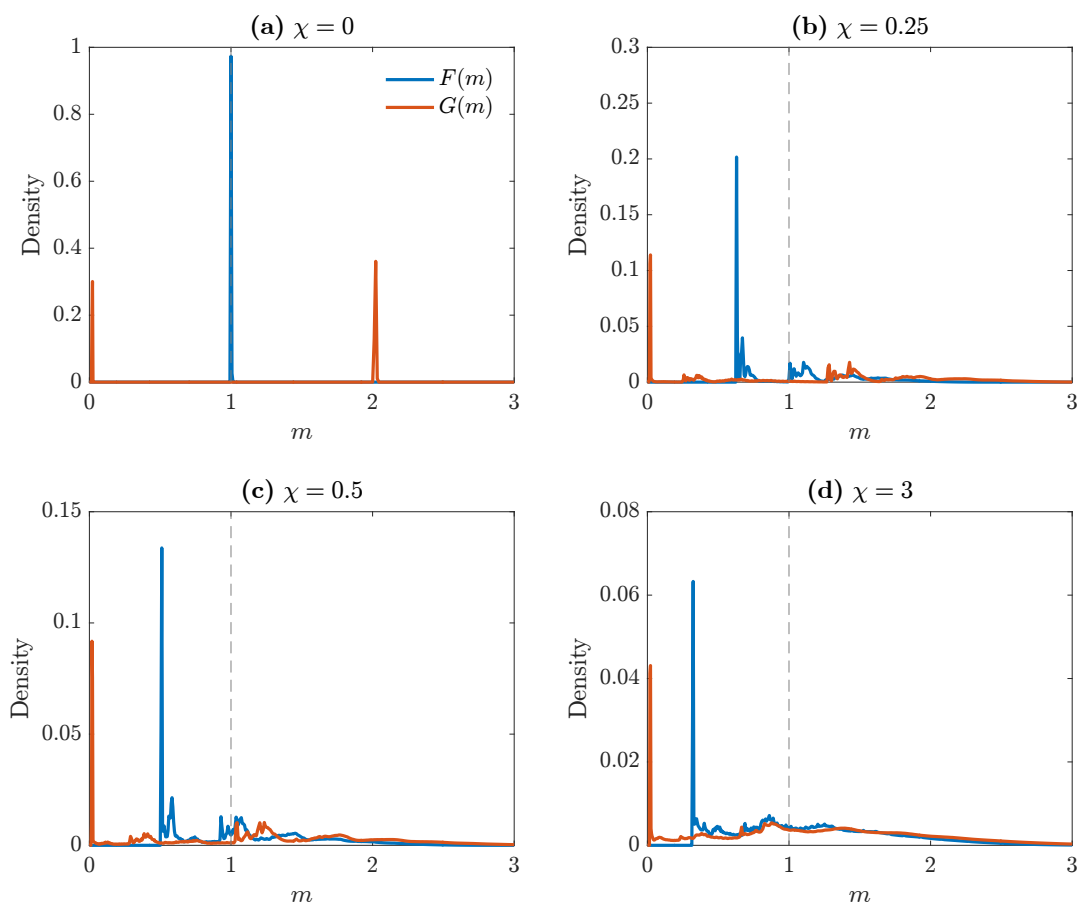 (a) χ = 0
1
0.8
0.6
0.4
0.2
0
Density
0 1 2 3
m
F(m)
G(m)
(b) χ = 0.25
0.3
0.25
0.2
0.15
0.1
0.05
0
Density
0 1 2 3
m
(c) χ = 0.5
0.15
0.1
0.05
0
Density
0 1 2 3
m
(d) χ = 3
0.08
0.06
0.04
0.02
0
Density
0 1 2 3
m